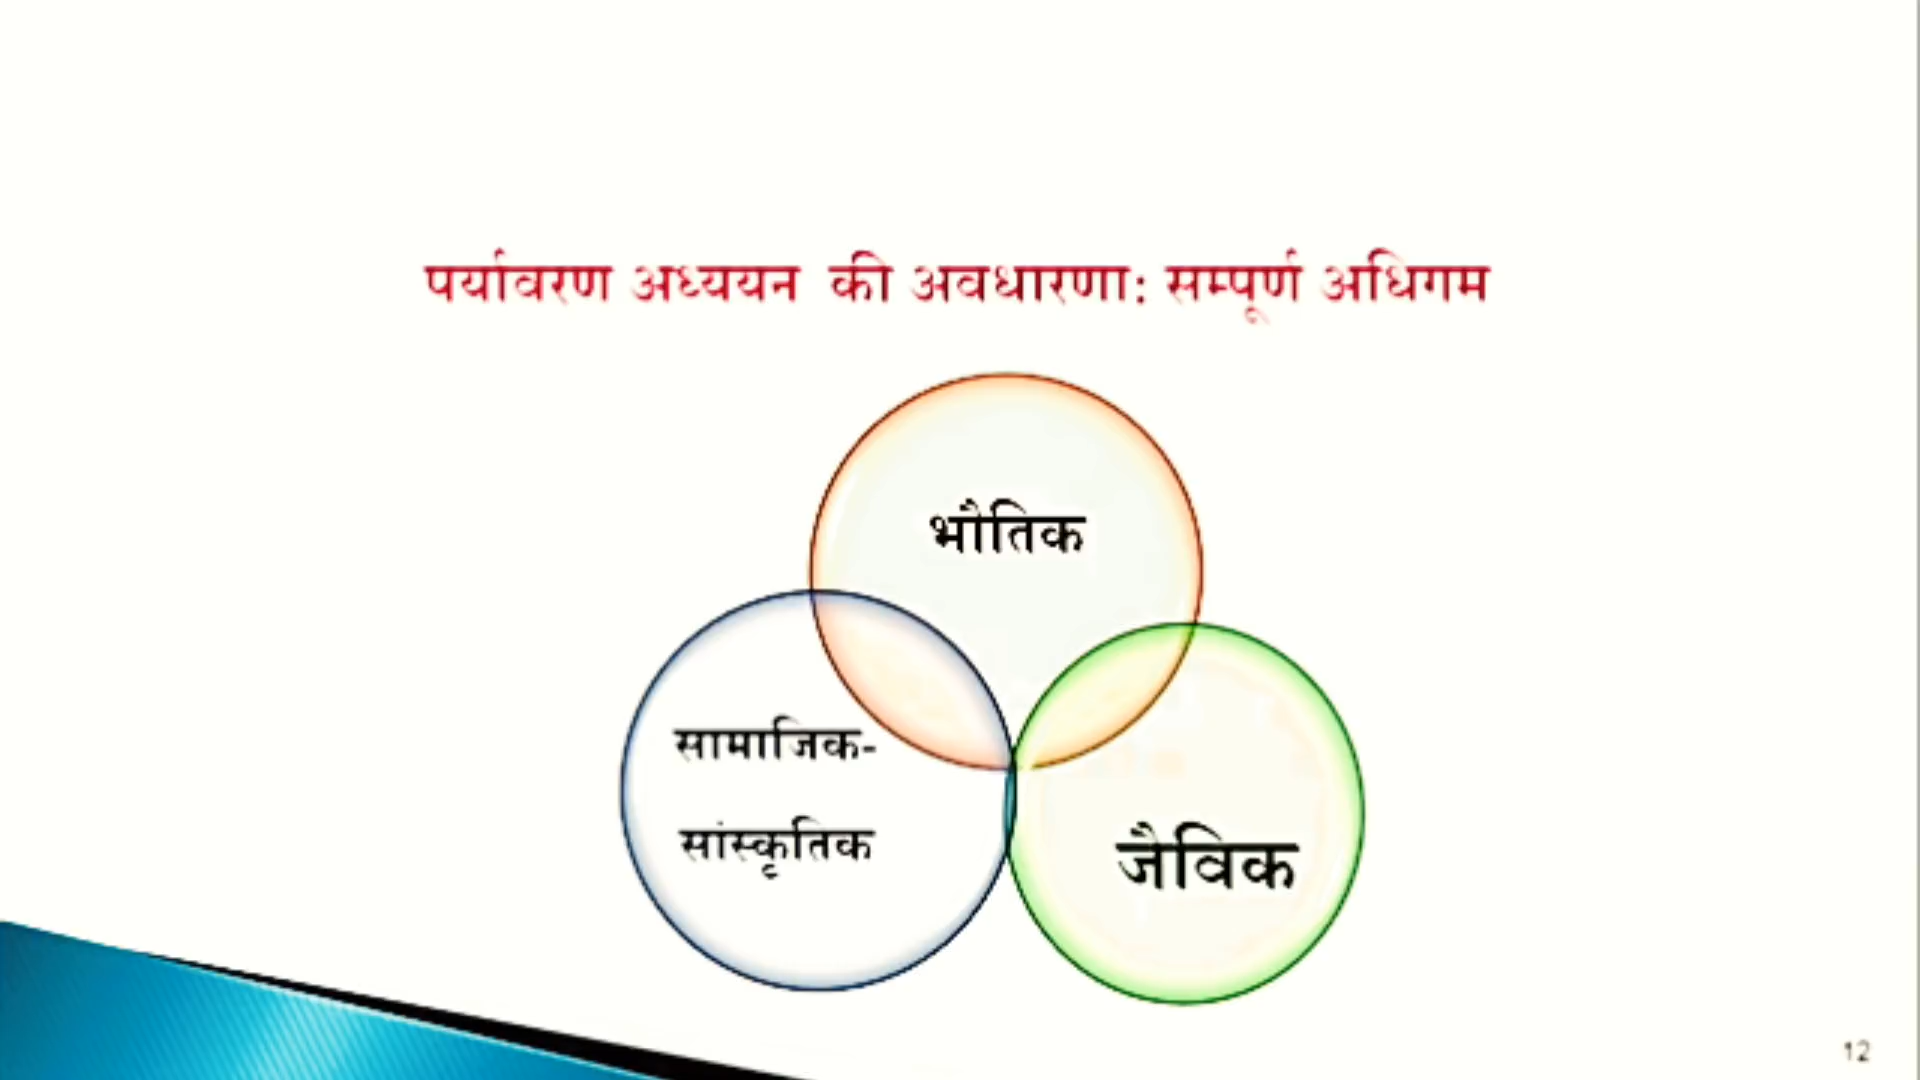 पर्यावरण अध्ययन की अवधारणा: सम्पूर्ण अधिगम
भौतिक
सामाजिक-
सांस्कृतिक
जैविक
12